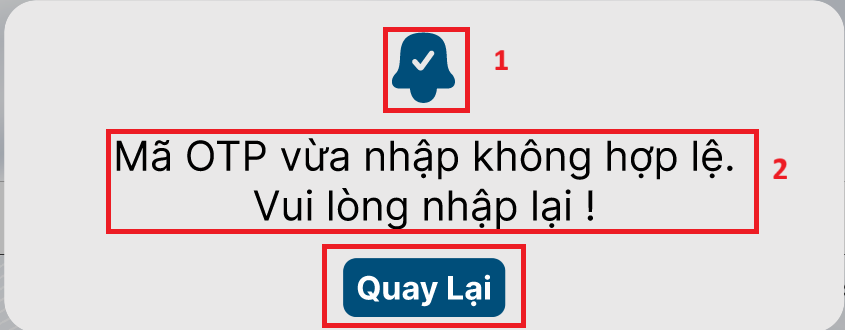 1
Mã OTP vừa nhập không hợp lệ.
2
Vui lòng nhập lại !
Quay Lại